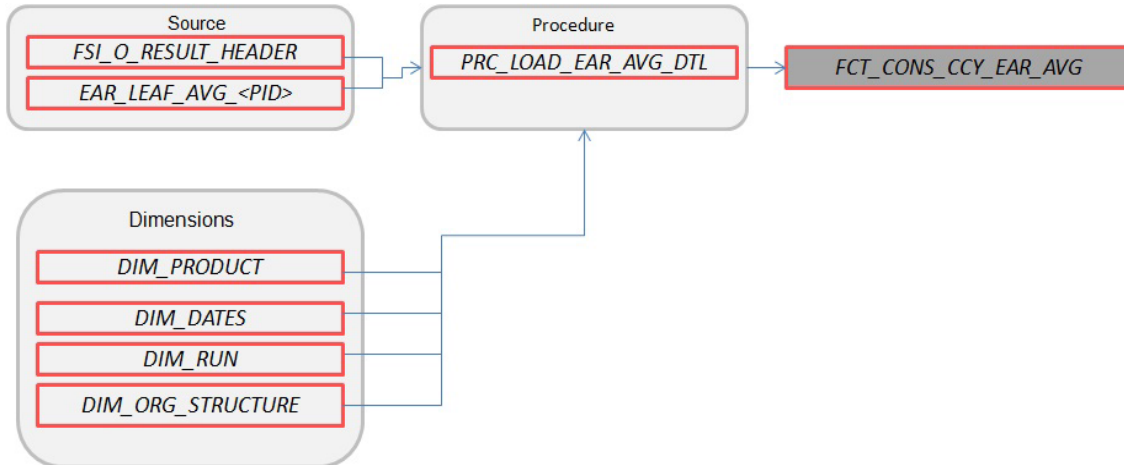 Source
FSI_O_RESULT_HEADER
EAR_LEAF_AVG_<PID>
Procedure
PRC_LOAD_EAR_AVG_DTL
FCT_CONS_CCY_EAR_AVG
Dimensions
DIM_PRODUCT
DIM_DATES
DIM_RUN
DIM_ORG_STRUCTURE